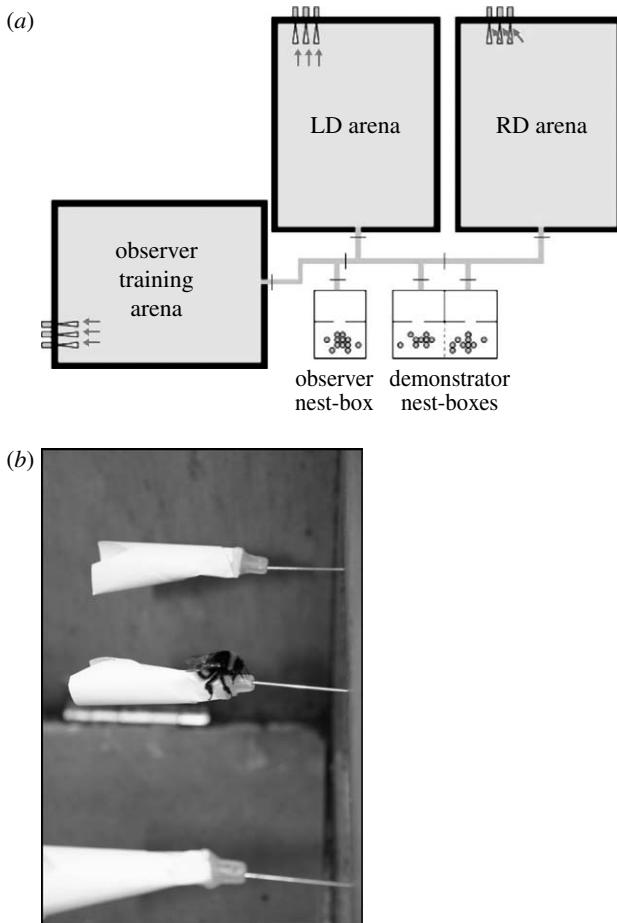 (a)
LD arena
RD arena
observer
training
arena
observer
nest-box
demonstrator
nest-boxes
(b)